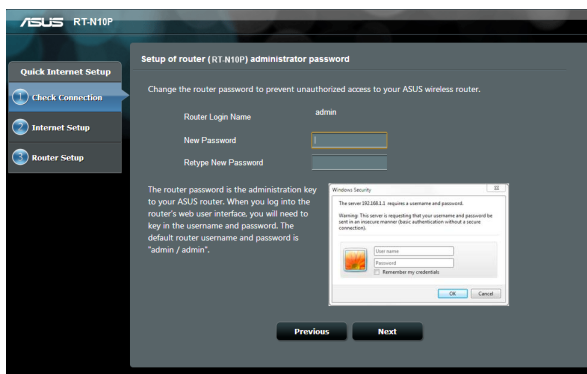 ASUS RT-N10P
Quick Internet Setup
1 Check Connection
2 Internet Setup
3 Router Setup
Setup of router (RT-N10P) administrator password
Change the router password to prevent unauthorized access to your ASUS wireless router.
Router Login Name admin
New Password
Retype New Password
The router password is the administration key
to your ASUS router. When you log into the
router's web user interface, you will need to
key in the username and password. The
default router username and password is
"admin / admin".
Windows Security
The server 192.168.1.1 requires a username and password.
Warning: This server is requesting that your username and password be
sent in an insecure manner (basic authentication without a secure
connection).
User name
Password
Remember my credentials
OK Cancel
Previous Next